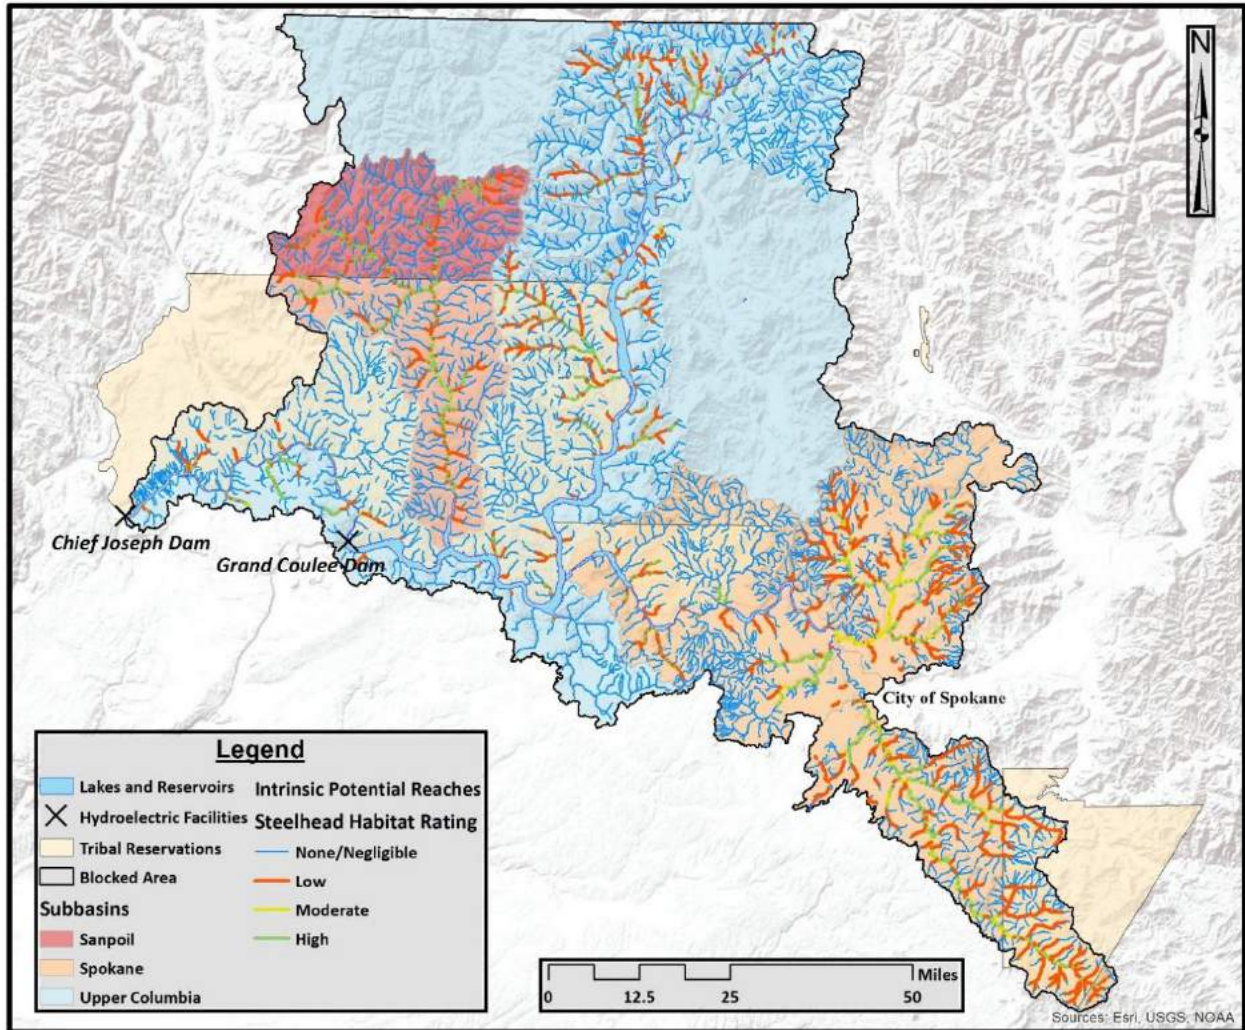 N
Chief Joseph Dam
Grand Coulee Dam
City of Spokane
Legend
Lakes and Reservoirs
Hydroelectric Facilities
Tribal Reservations
Blocked Area
Subbasins
Sanpoil
Spokane
Upper Columbia
Intrinsic Potential Reaches
Steelhead Habitat Rating
None/Negligible
Low
Moderate
High
Miles
0 12.5 25 50
Sources: Esri, USGS, NOAA